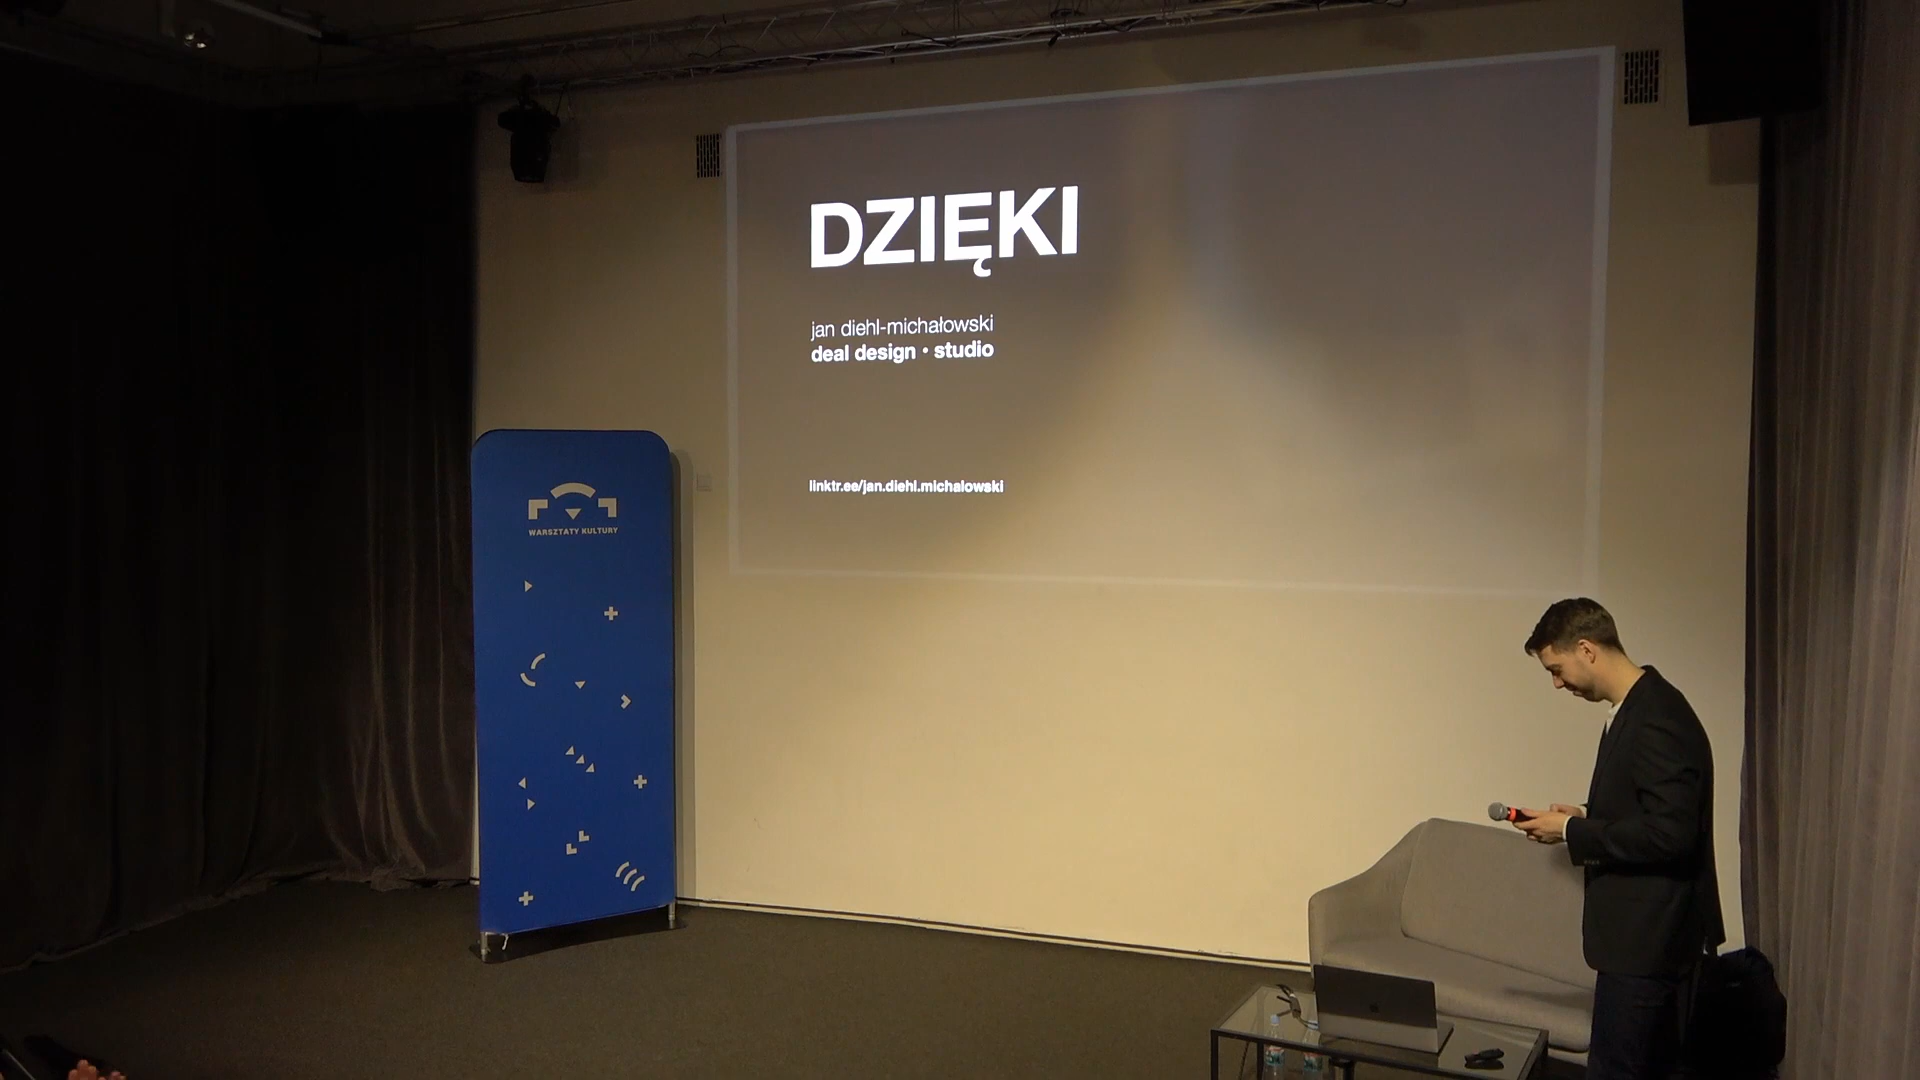 DZIĘKI
jan diehl-michałowski
deal design • studio
linktr.ee/jan.diehl.michalowski
WARSZTATY KULTURY